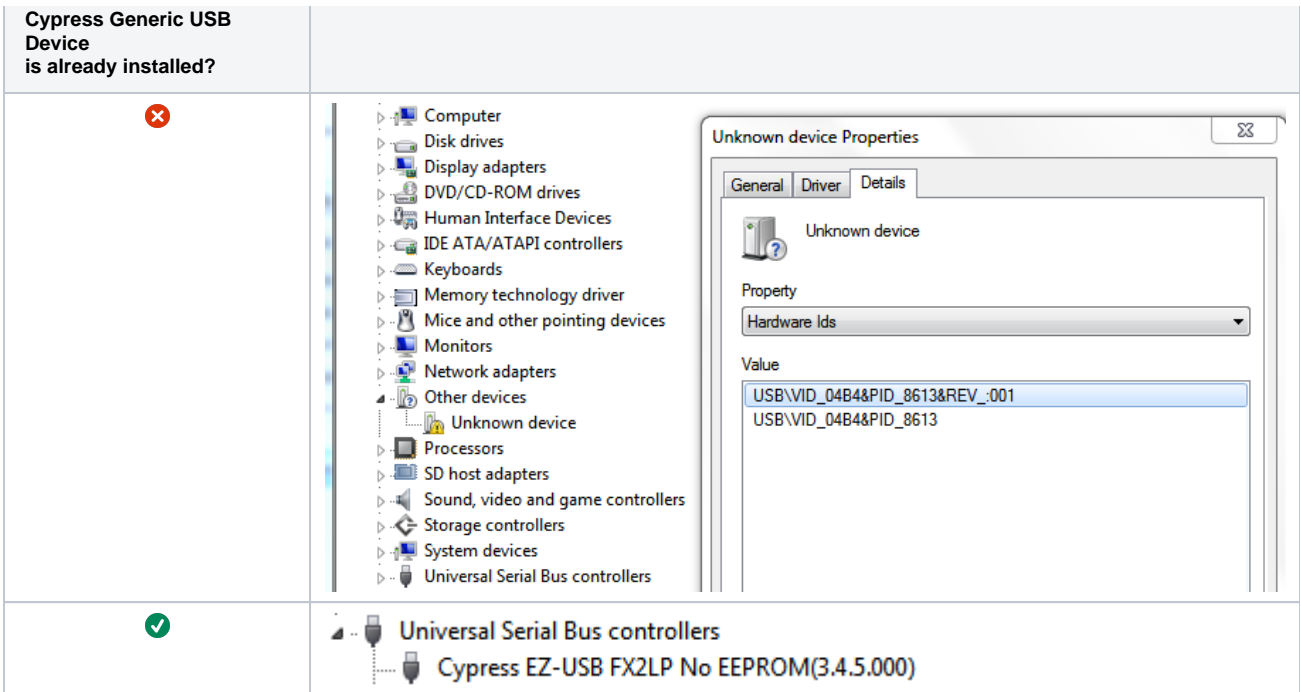 Cypress Generic USB
Device
is already installed?
Computer
Disk drives
Display adapters
DVD/CD-ROM drives
Human Interface Devices
IDE ATA/ATAPI controllers
Keyboards
Memory technology driver
Mice and other pointing devices
Monitors
Network adapters
Other devices
Unknown device
Processors
SD host adapters
Sound, video and game controllers
Storage controllers
System devices
Universal Serial Bus controllers
Unknown device Properties
General Driver Details
Unknown device
Property
Hardware Ids
Value
USB\VID_04B4&PID_8613&REV_:001
USB\VID_04B4&PID_8613
Universal Serial Bus controllers
Cypress EZ-USB FX2LP No EEPROM(3.4.5.000)